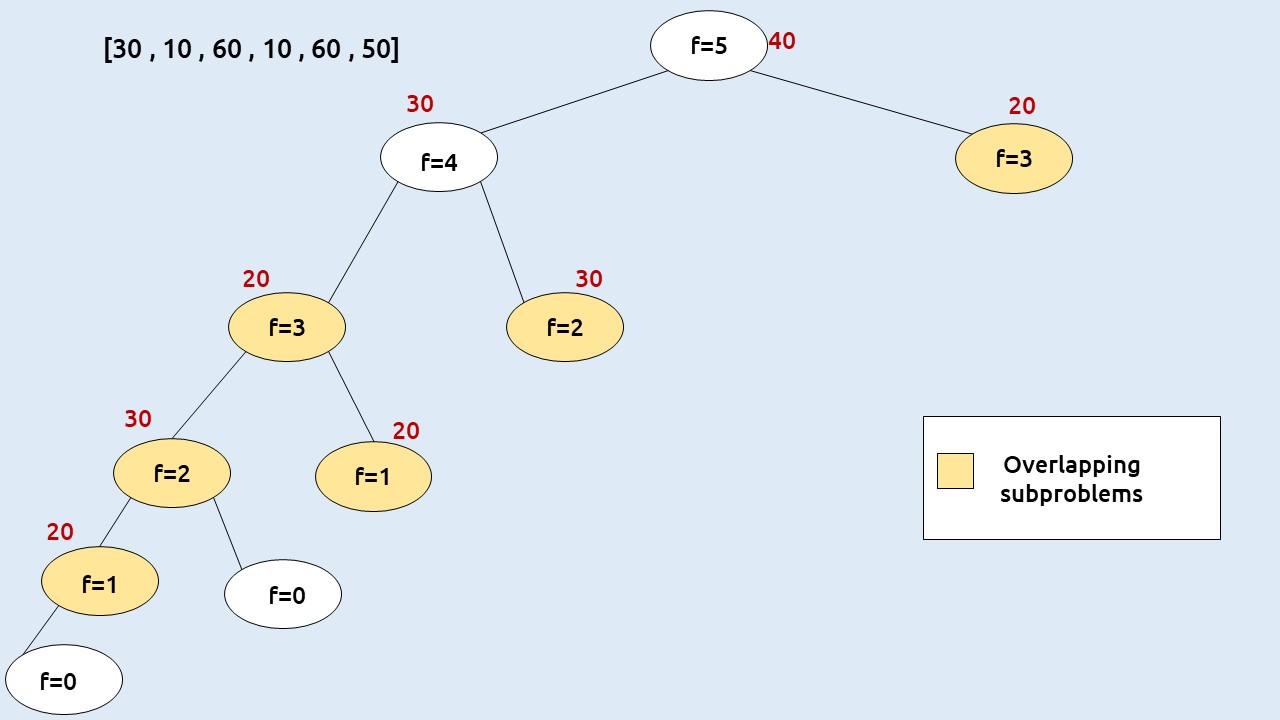 [30 , 10 , 60 , 10 , 60 , 50]
f=5
40
30
f=4
20
f=3
20
f=3
30
f=2
30
f=2
20
f=1
20
f=1
f=0
f=0
Overlapping
subproblems